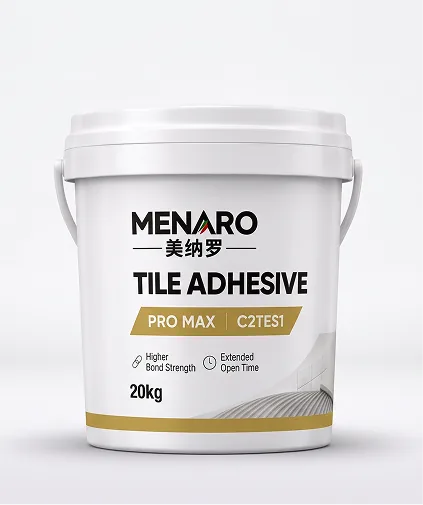 MENARO
美纳罗
TILE ADHESIVE
PRO MAX | C2TES1
Higher
Bond Strength
Extended
Open Time
20kg